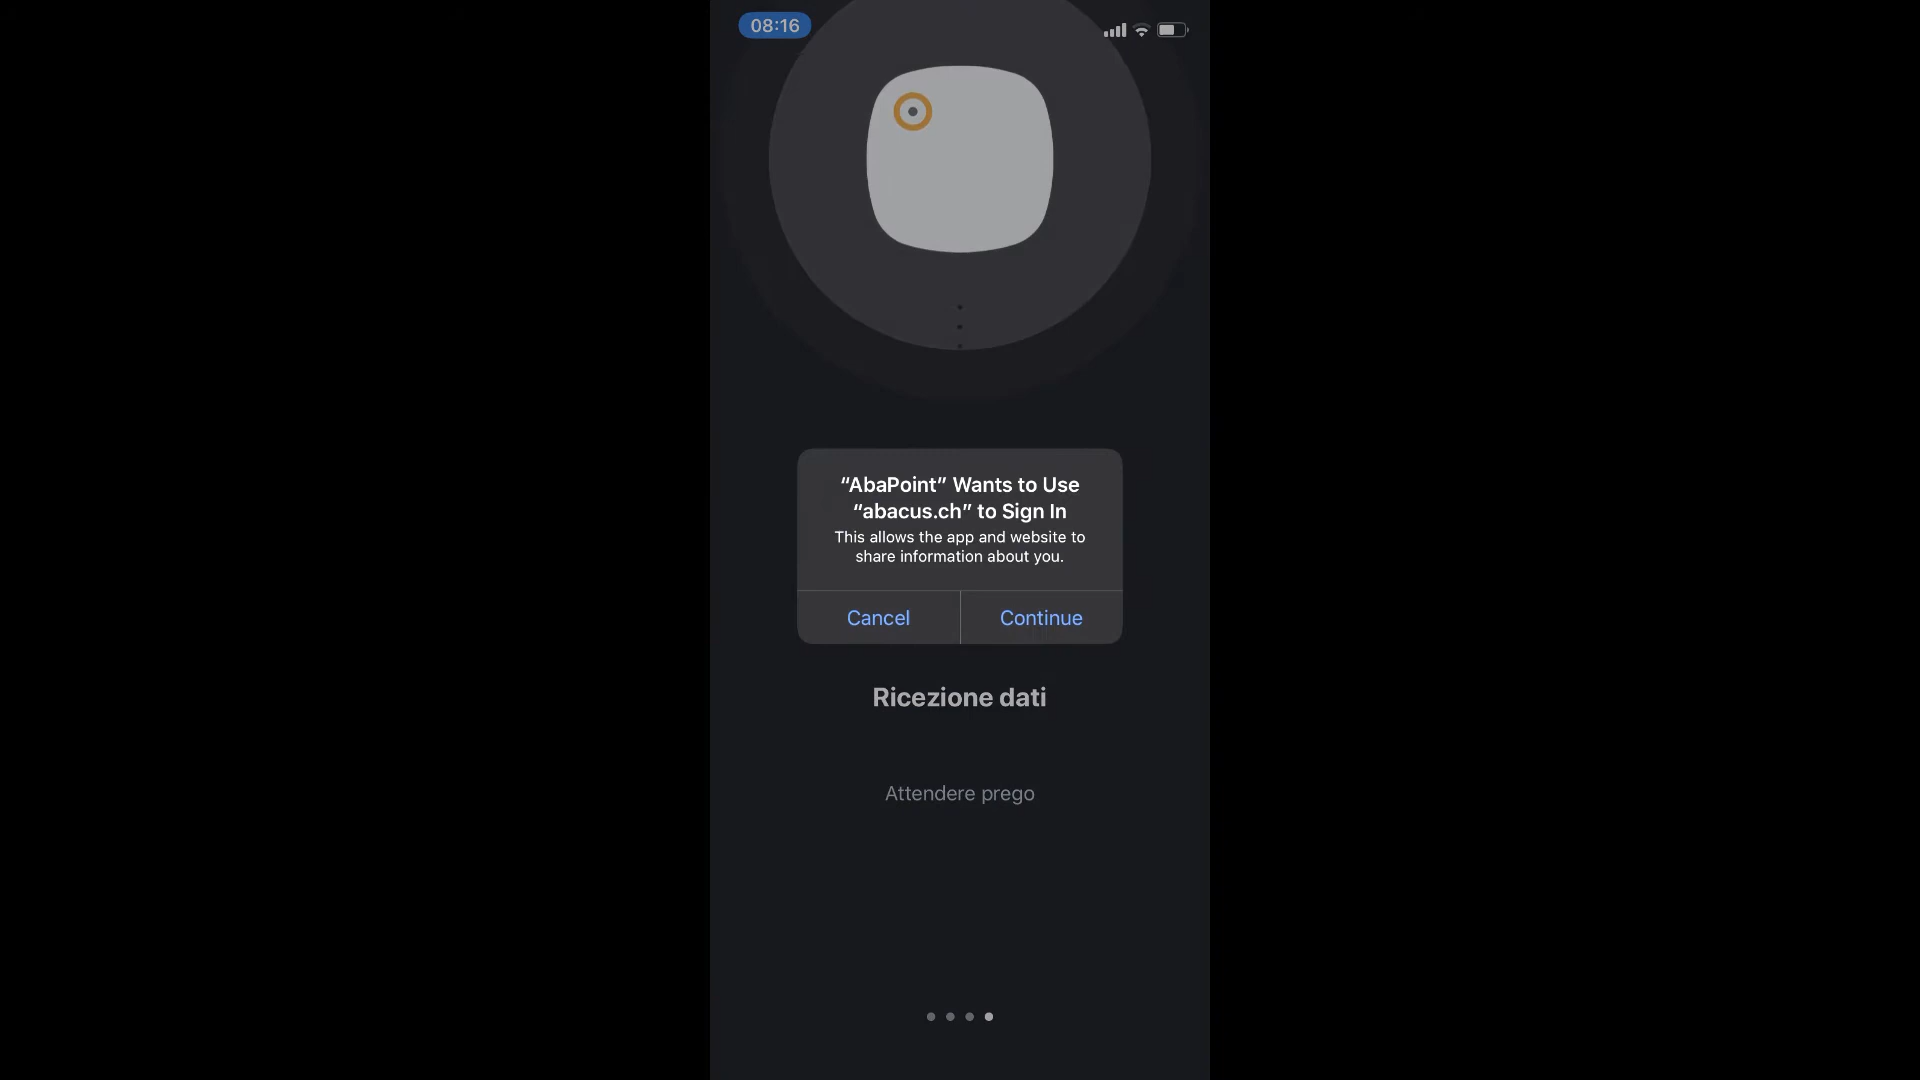 08:16
“AbaPoint” Wants to Use
“abacus.ch” to Sign In
This allows the app and website to
share information about you.
Cancel
Continue
Ricezione dati
Attendere prego